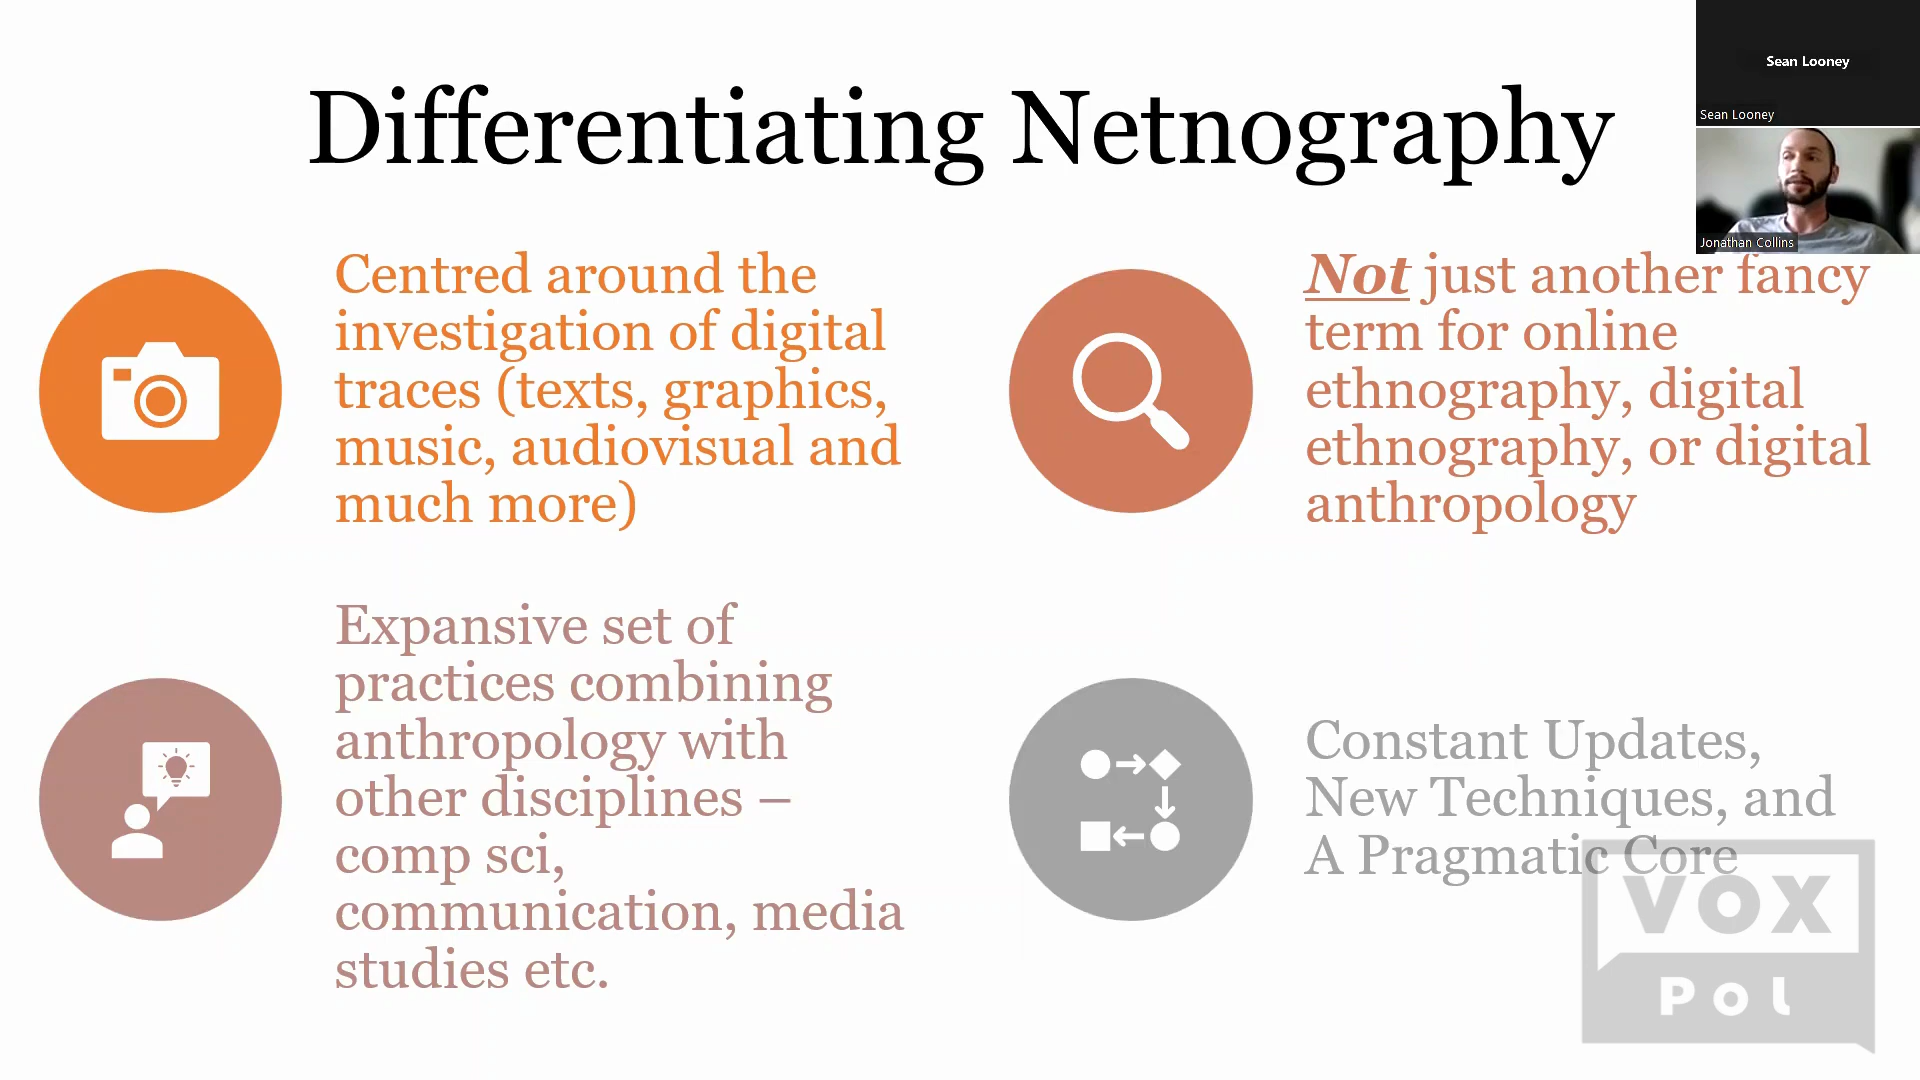 Differentiating Netnography
Sean Looney
Sean Looney
Jonathan Collins
Centred around the
investigation of digital
traces (texts, graphics,
music, audiovisual and
much more)
Not just another fancy
term for online
ethnography, digital
ethnography, or digital
anthropology
Expansive set of
practices combining
anthropology with
other disciplines –
comp sci,
communication, media
studies etc.
Constant Updates,
New Techniques, and
A Pragmatic Core
VOX
Pol